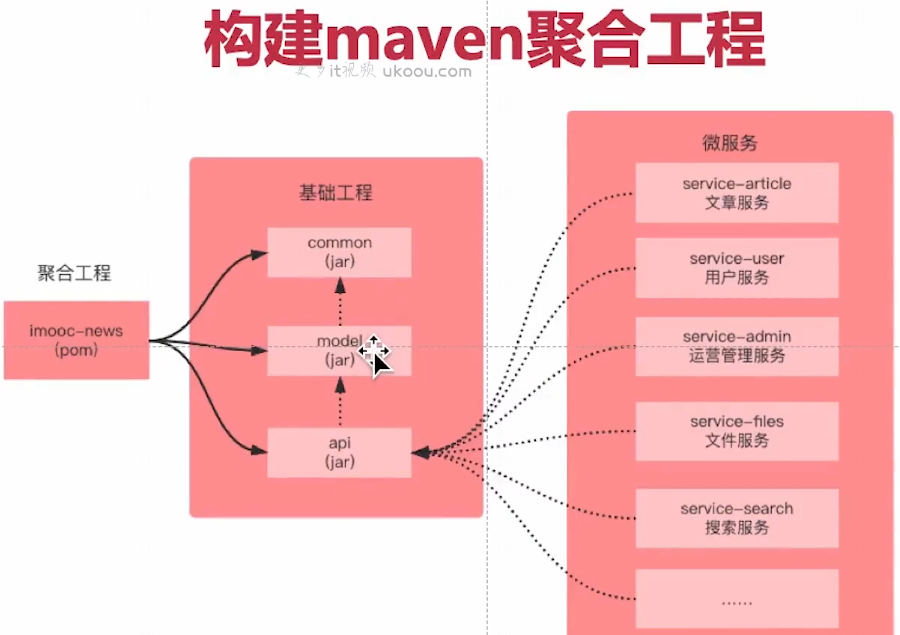 构建maven聚合工程
更多it视频 ukoou.com
聚合工程
imooc-news
(pom)
基础工程
common
(jar)
model
(jar)
api
(jar)
微服务
service-article
文章服务
service-user
用户服务
service-admin
运营管理服务
service-files
文件服务
service-search
搜索服务
......